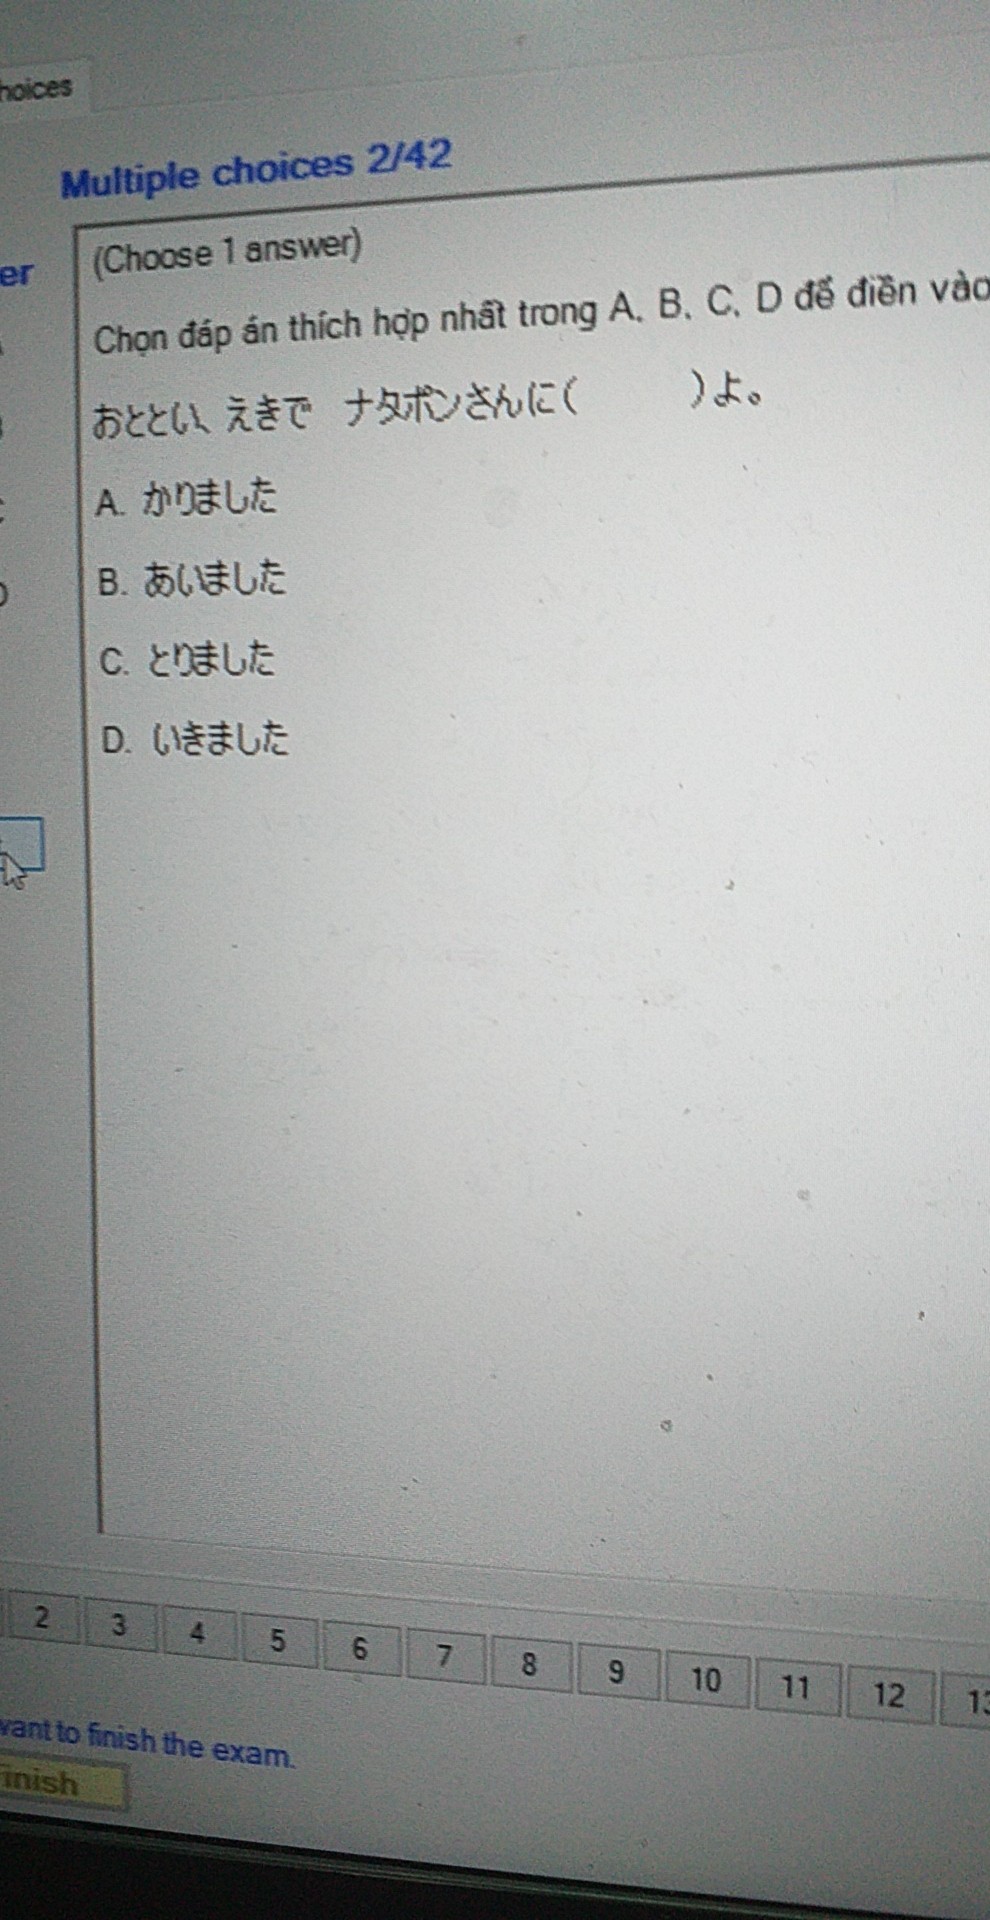 hoices
Multiple choices 2/42
er
(Choose 1 answer)
Chọn đáp án thích hợp nhất trong A, B, C, D để điền vào
おととい、えきで ナタポンさんに( )よ。
A. かりました
B. あいました
C. とりました
D. いきました
2 3 4 5 6 7 8 9 10 11 12 13
want to finish the exam.
inish